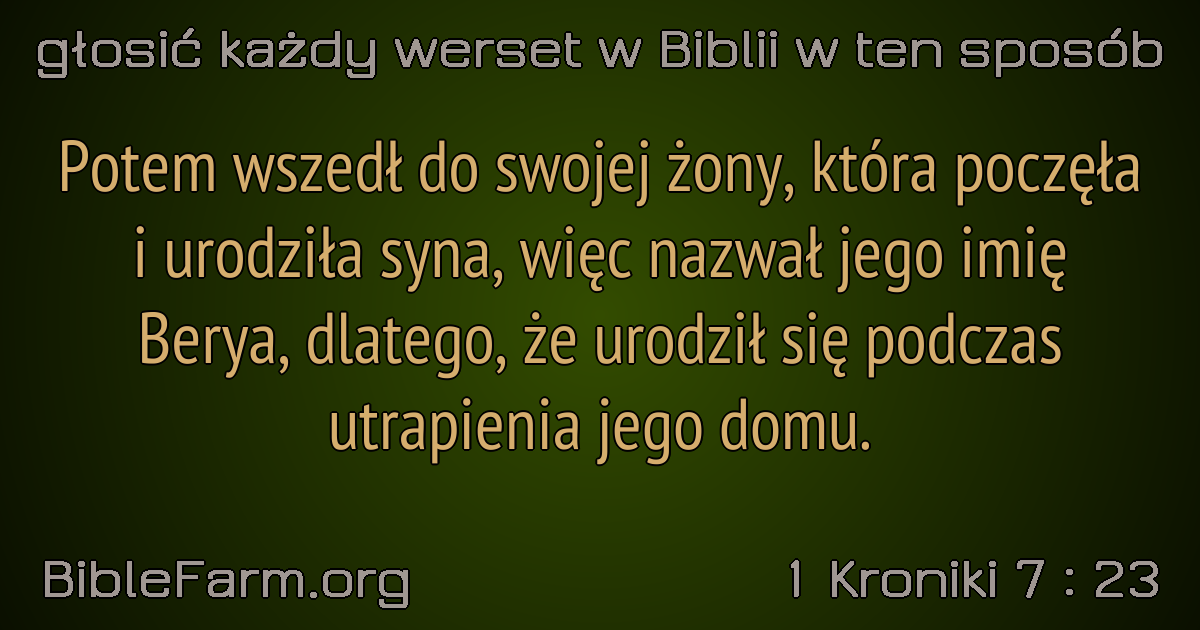 głosić każdy werset w Biblii w ten sposób
Potem wszedł do swojej żony, która poczęła
i urodziła syna, więc nazwał jego imię
Berya, dlatego, że urodził się podczas
utrapienia jego domu.
BibleFarm.org
1 Kroniki 7 : 23